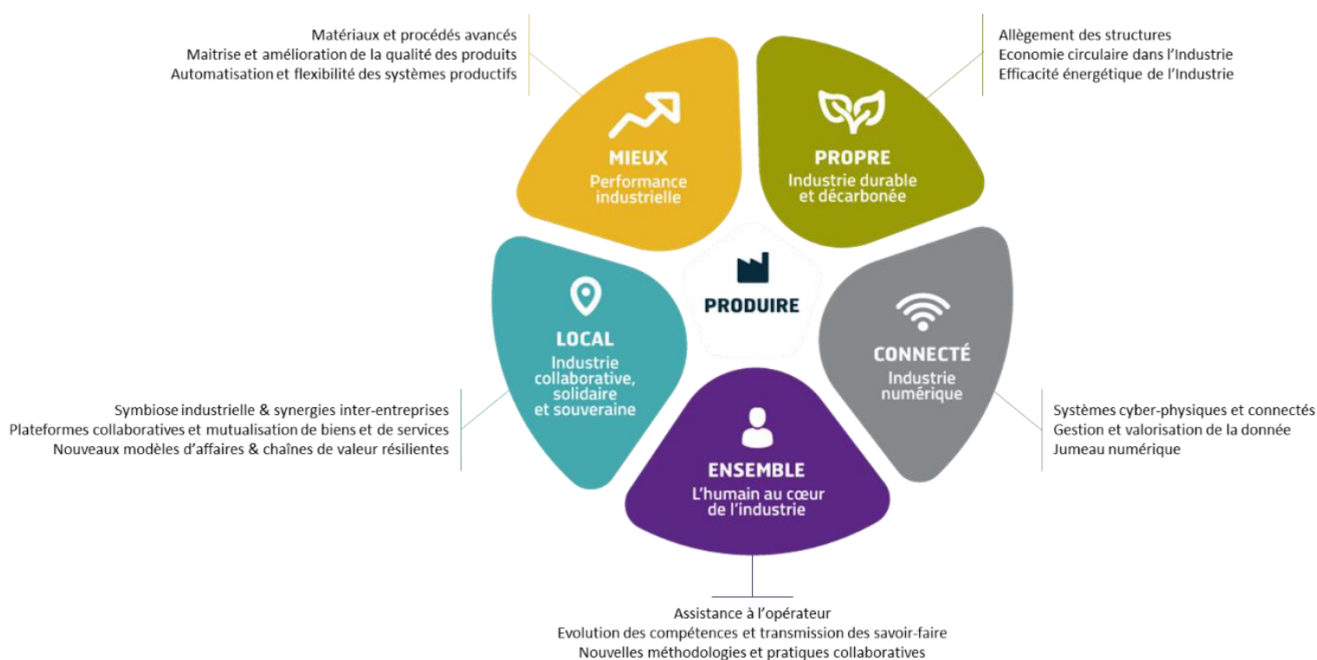 Matériaux et procédés avancés
Maitrise et amélioration de la qualité des produits
Automatisation et flexibilité des systèmes productifs
Allègement des structures
Economie circulaire dans l'Industrie
Efficacité énergétique de l'Industrie
MIEUX
Performance
industrielle
PROPRE
Industrie durable
et décarbonée
PRODUIRE
LOCAL
Industrie
collaborative,
solidaire
et souveraine
CONNECTÉ
Industrie
numérique
Symbiose industrielle & synergies inter-entreprises
Plateformes collaboratives et mutualisation de biens et de services
Nouveaux modèles d'affaires & chaînes de valeur résilientes
Systèmes cyber-physiques et connectés
Gestion et valorisation de la donnée
Jumeau numérique
ENSEMBLE
L'humain au cœur
de l'industrie
Assistance à l'opérateur
Evolution des compétences et transmission des savoir-faire
Nouvelles méthodologies et pratiques collaboratives